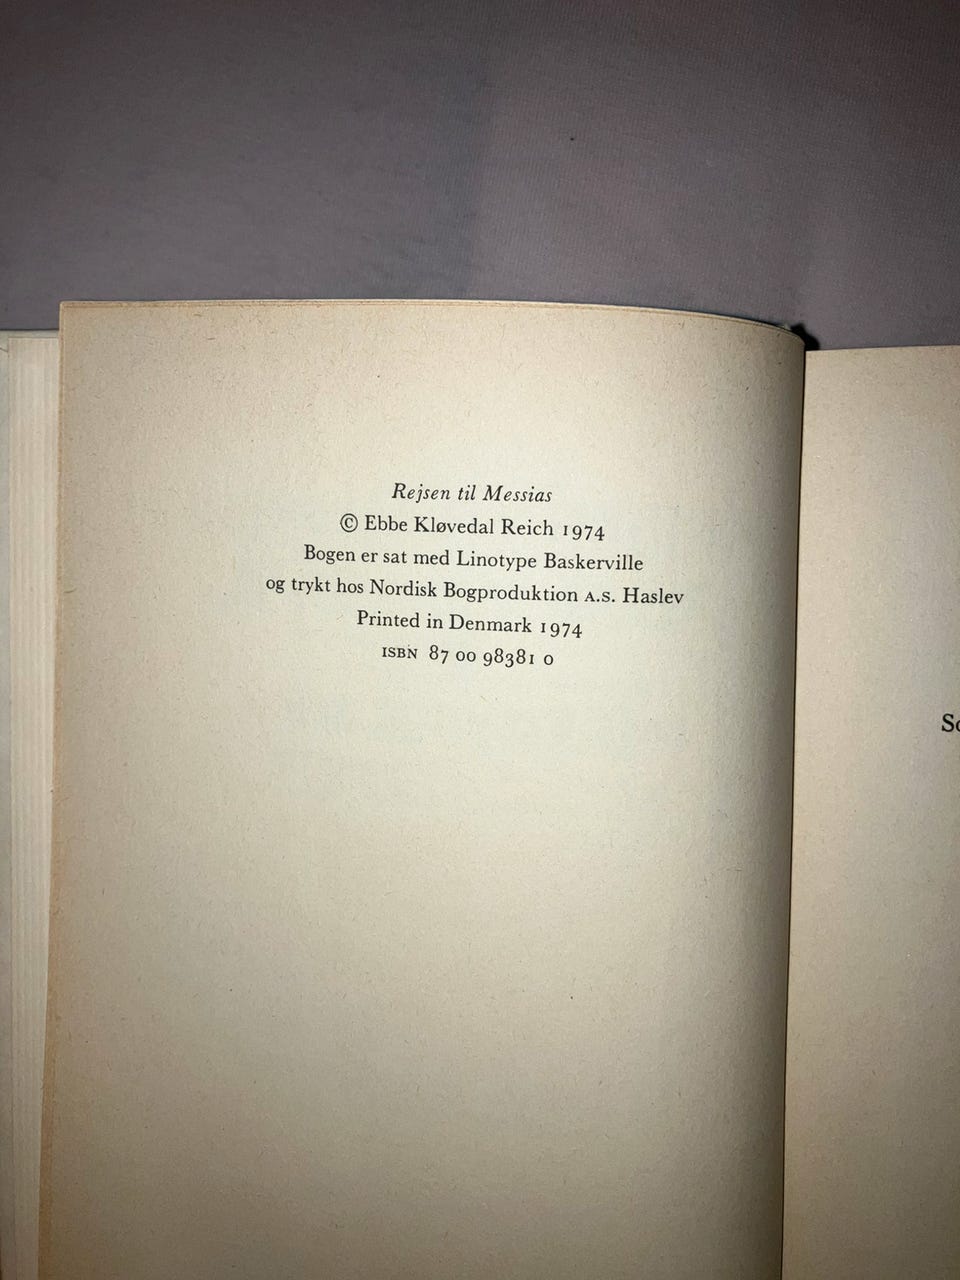 Rejsen til Messias
© Ebbe Kløvedal Reich 1974
Bogen er sat med Linotype Baskerville
og trykt hos Nordisk Bogproduktion A.S. Haslev
Printed in Denmark 1974
ISBN 87 00 98381 0